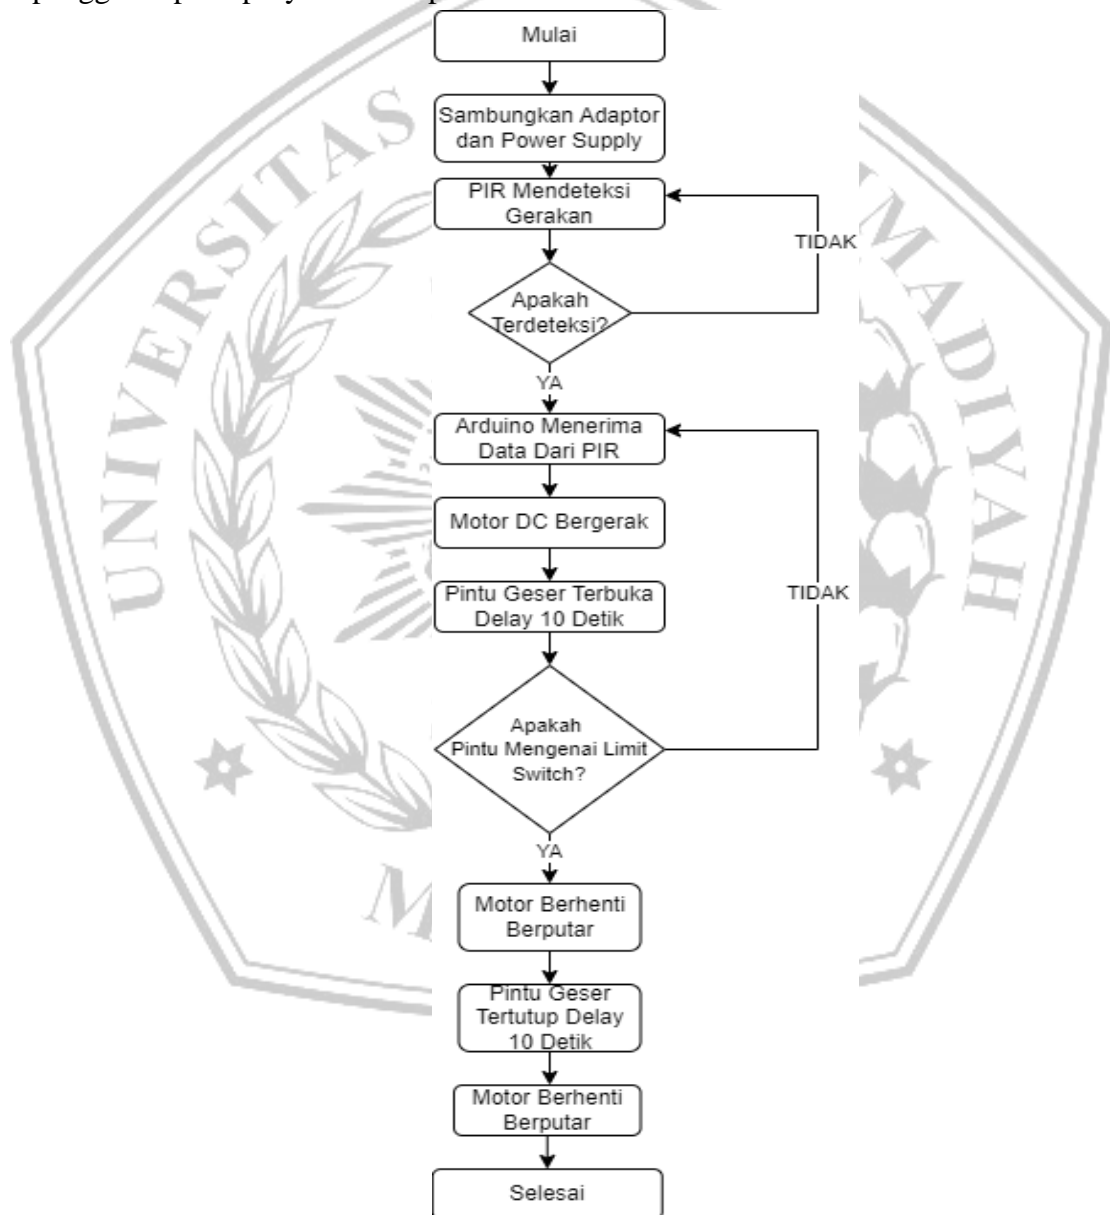 Mulai
Sambungkan Adaptor
dan Power Supply
PIR Mendeteksi
Gerakan
TIDAK
Apakah
Terdeteksi?
YA
Arduino Menerima
Data Dari PIR
Motor DC Bergerak
Pintu Geser Terbuka
Delay 10 Detik
TIDAK
Apakah
Pintu Mengenai Limit
Switch?
YA
Motor Berhenti
Berputar
Pintu Geser
Tertutup Delay
10 Detik
Motor Berhenti
Berputar
Selesai
UNIVERSITAS